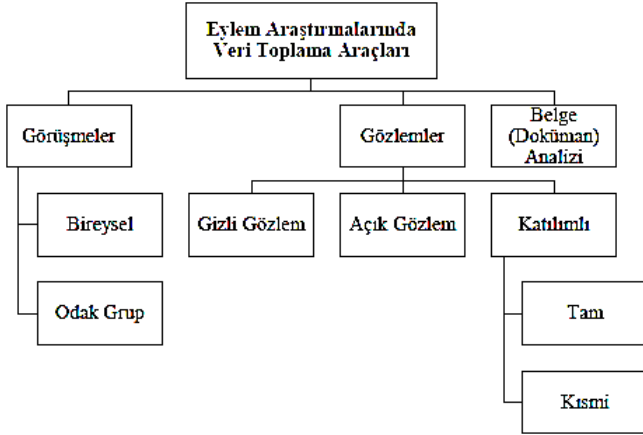 Eylem Araştırmalarında
Veri Toplama Araçları
Görüşmeler
Gözlemler
Belge
(Doküman)
Analizi
Bireysel
Gizli Gözlem
Açık Gözlem
Katılımlı
Odak Grup
Tam
Kısmi